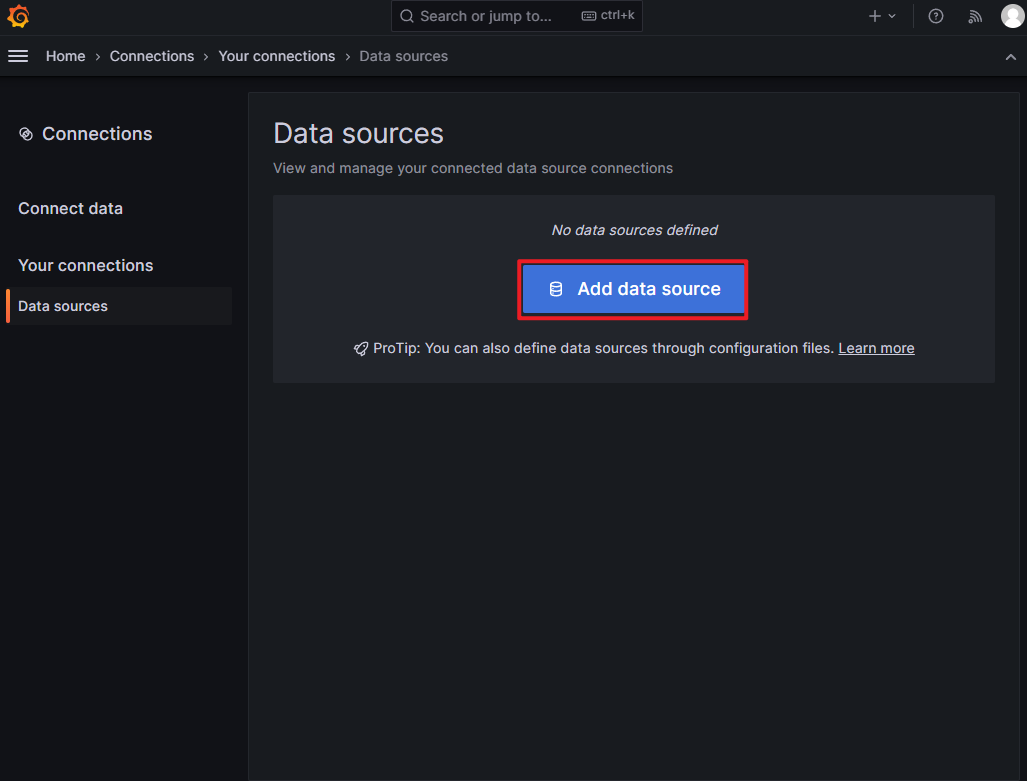 Search or jump to... ctrl+k
Home › Connections › Your connections › Data sources
Connections
Connect data
Your connections
Data sources
Data sources
View and manage your connected data source connections
No data sources defined
Add data source
ProTip: You can also define data sources through configuration files. Learn more